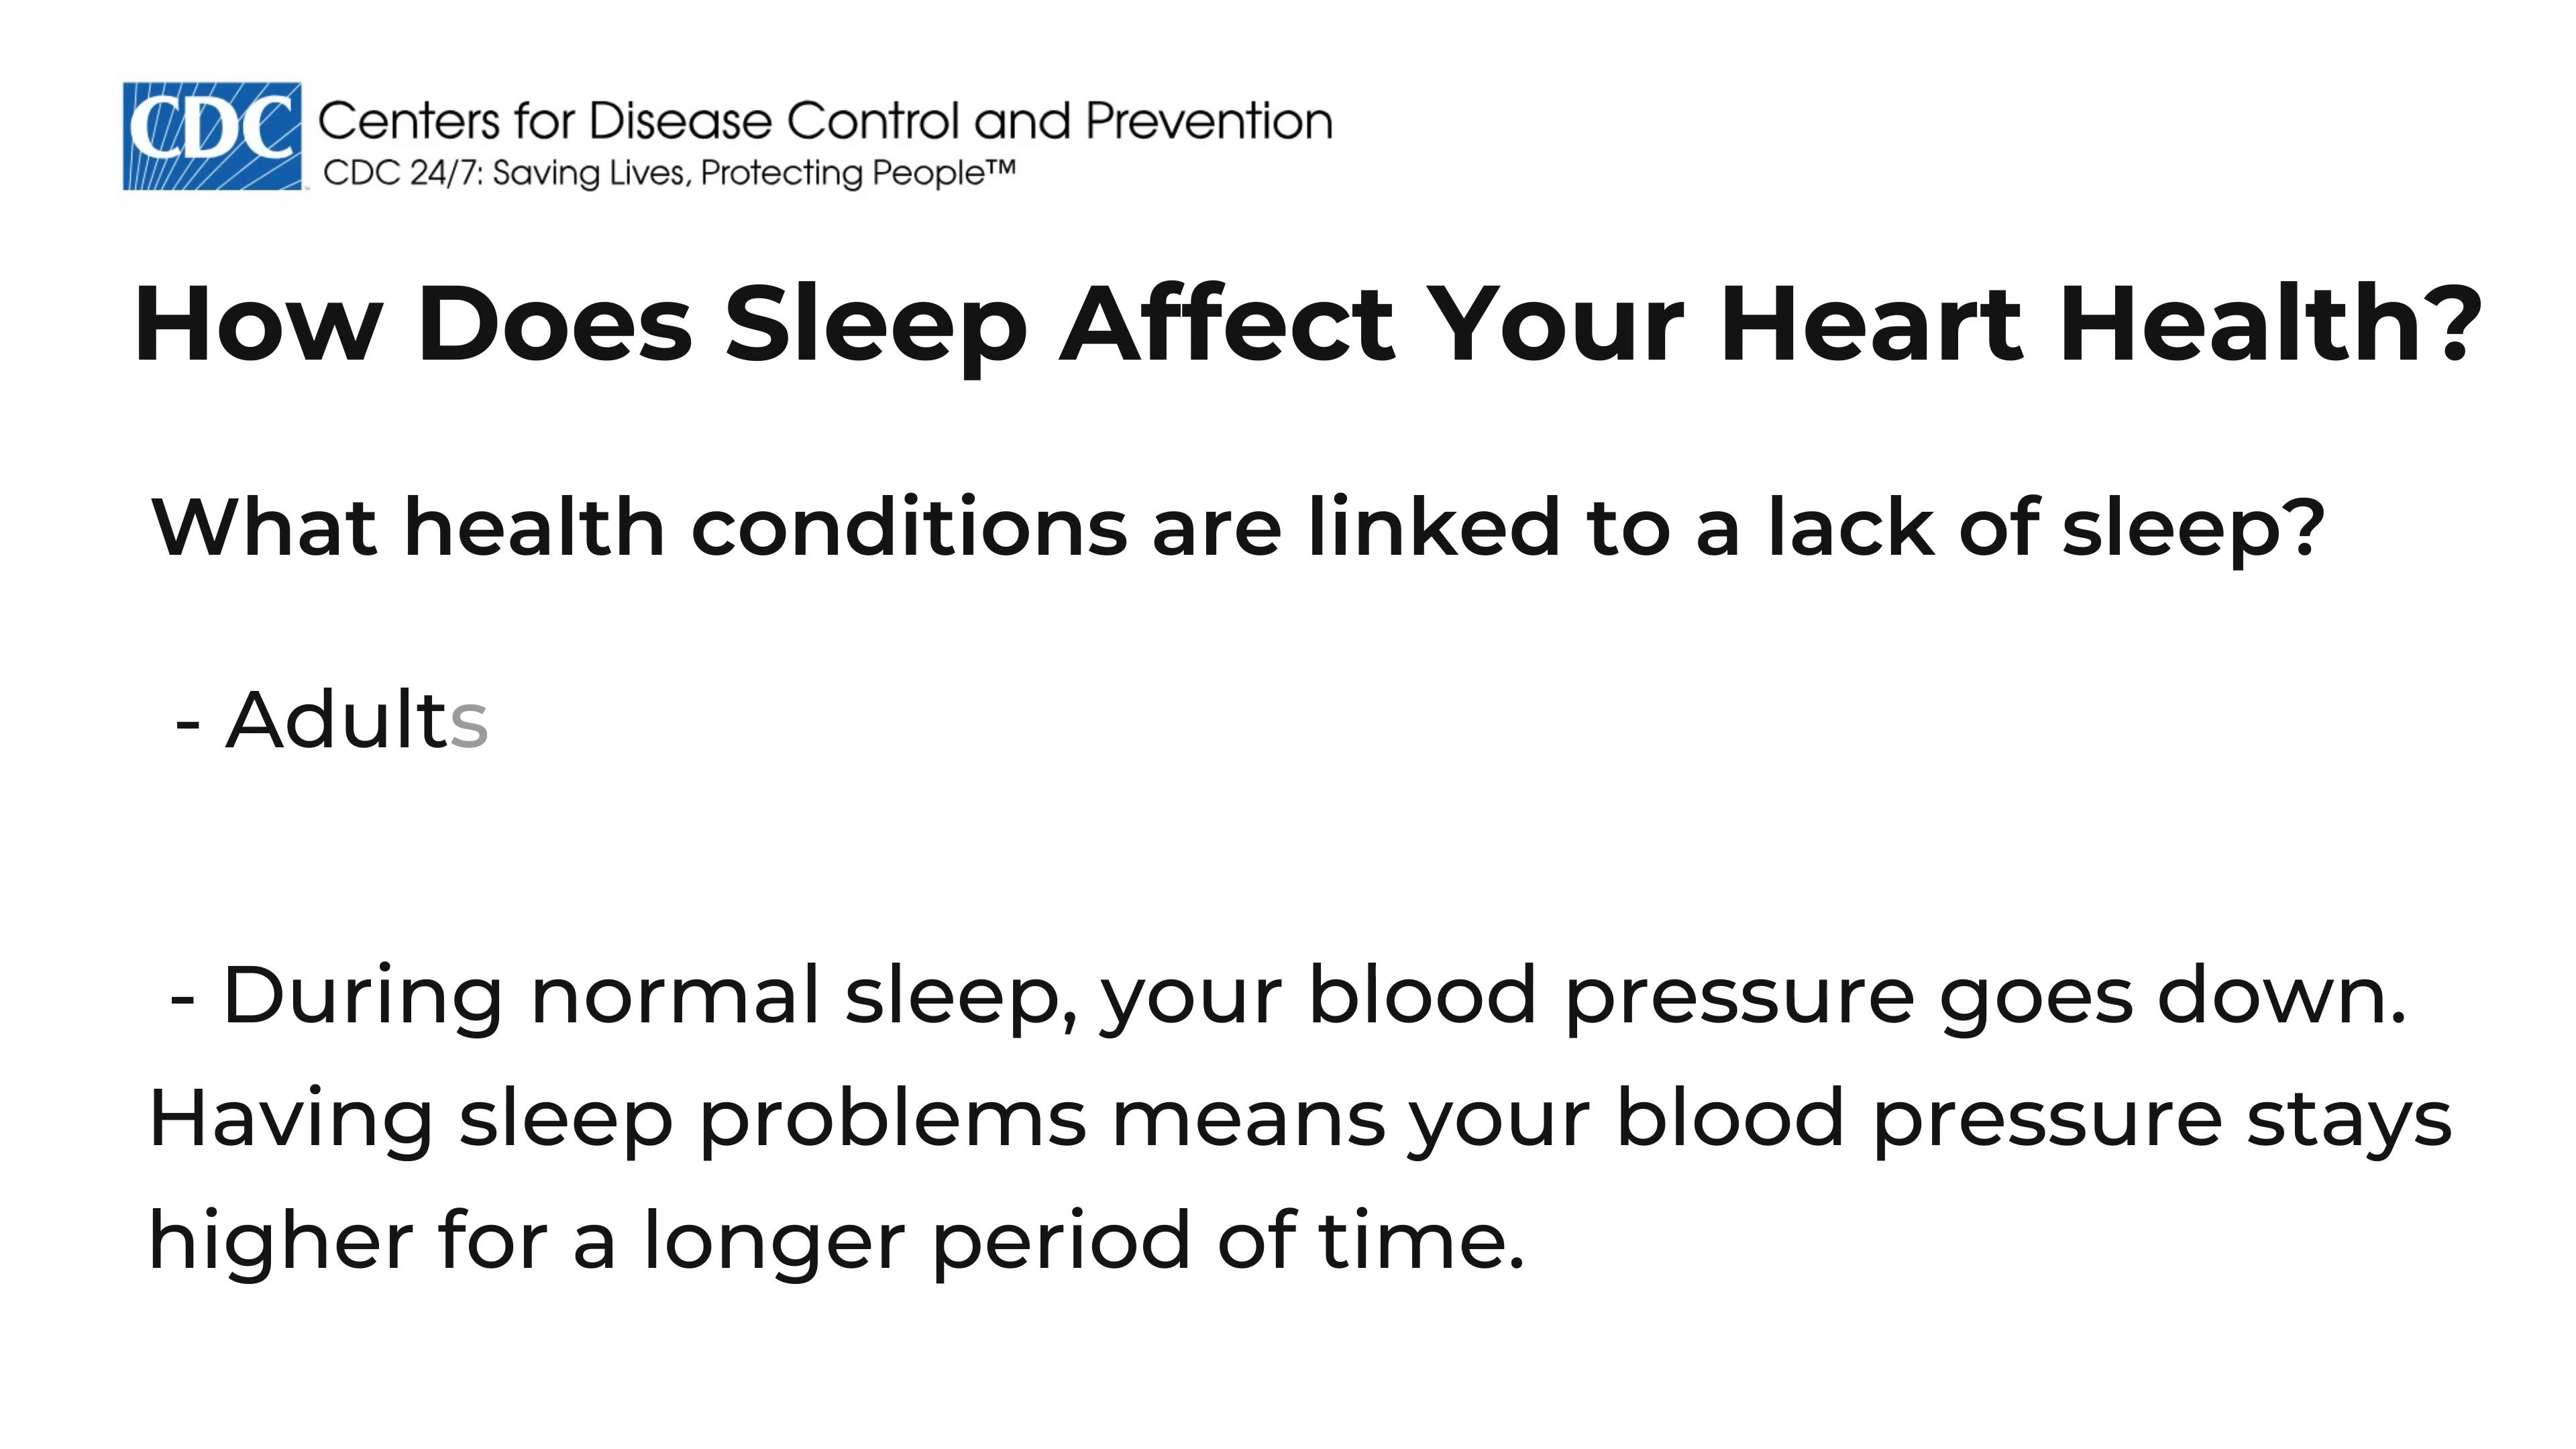 CDC Centers for Disease Control and Prevention
CDC 24/7: Saving Lives, Protecting People™
How Does Sleep Affect Your Heart Health?
What health conditions are linked to a lack of sleep?
- Adults
- During normal sleep, your blood pressure goes down.
Having sleep problems means your blood pressure stays
higher for a longer period of time.